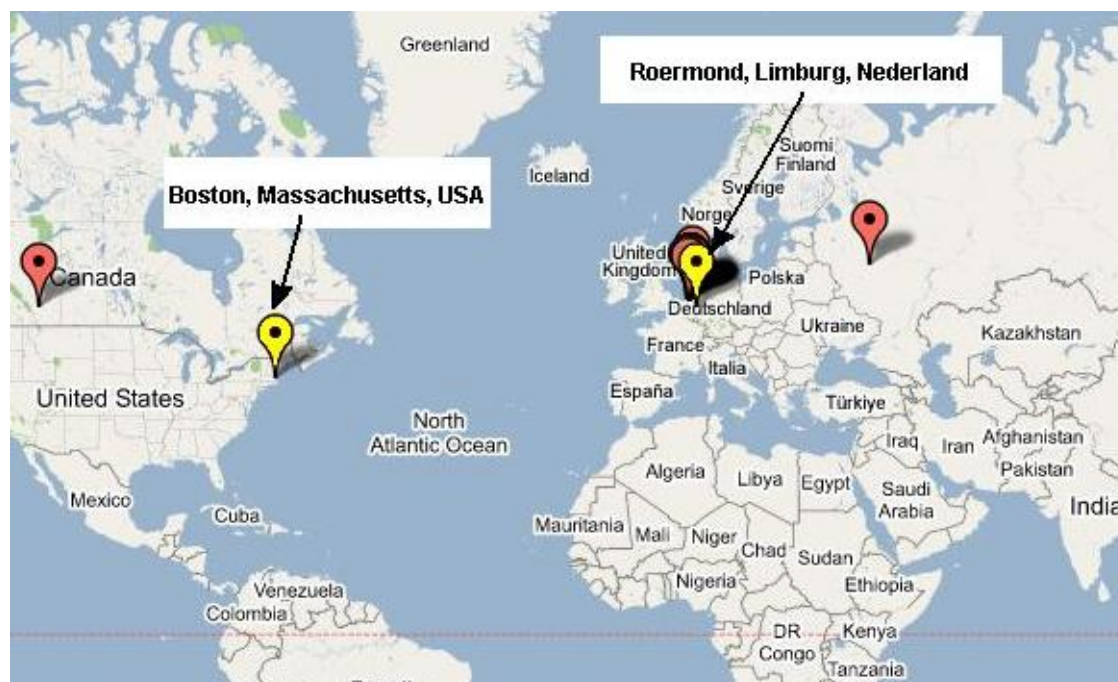 Greenland
Roermond, Limburg, Nederland
Suomi
Finland
Iceland
Sverige
Boston, Massachusetts, USA
Norge
United
Kingdom
Canada
Polska
Deutschland
Ukraine
Kazakhstan
France
Italia
United States
España
Türkiye
North
Atlantic Ocean
Iraq
Iran
Afghanistan
Pakistan
Algeria
Libya
Egypt
Saudi
Arabia
India
Mexico
Cuba
Mauritania
Mali
Niger
Chad
Sudan
Nigeria
Ethiopia
Venezuela
Colombia
DR
Congo
Kenya
Tanzania